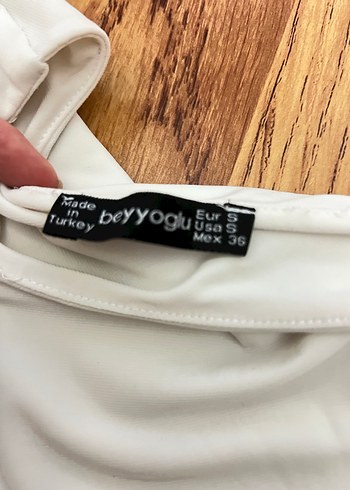 Made
in
Turkey
beyyoglu
Eur S
Usa S
Mex 36